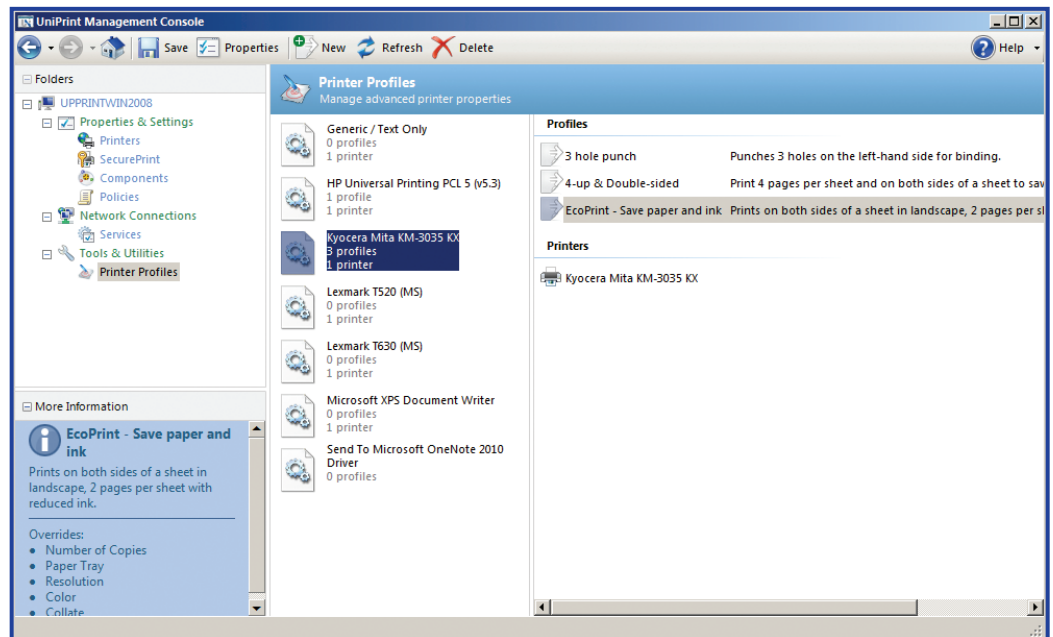 UniPrint Management Console
Save Properties New Refresh Delete Help
Folders
UPPRINTWIN2008
Properties & Settings
Printers
SecurePrint
Components
Policies
Network Connections
Services
Tools & Utilities
Printer Profiles
More Information
EcoPrint - Save paper and
ink
Prints on both sides of a sheet in
landscape, 2 pages per sheet with
reduced ink.
Overrides:
Number of Copies
Paper Tray
Resolution
Color
Collate
Printer Profiles
Manage advanced printer properties
Generic / Text Only
0 profiles
1 printer
HP Universal Printing PCL 5 (v5.3)
1 profile
1 printer
Kyocera Mita KM-3035 KX
3 profiles
1 printer
Lexmark T520 (MS)
0 profiles
1 printer
Lexmark T630 (MS)
0 profiles
1 printer
Microsoft XPS Document Writer
0 profiles
1 printer
Send To Microsoft OneNote 2010
Driver
0 profiles
Profiles
3 hole punch Punches 3 holes on the left-hand side for binding.
4-up & Double-sided Print 4 pages per sheet and on both sides of a sheet to sav
EcoPrint - Save paper and ink Prints on both sides of a sheet in landscape, 2 pages per sl
Printers
Kyocera Mita KM-3035 KX